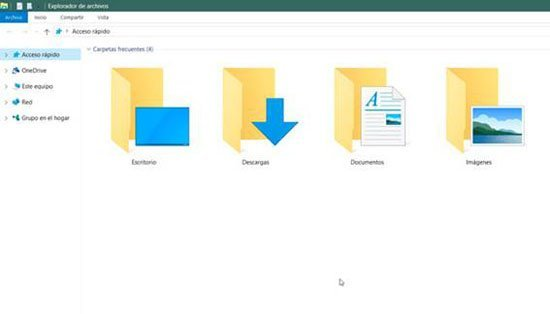 Explorador de archivos
Archivo Inicio Compartir Vista
Acceso rápido
Carpetas frecuentes (4)
Acceso rápido
OneDrive
Este equipo
Red
Grupo en el hogar
Escritorio Descargas Documentos Imágenes
A